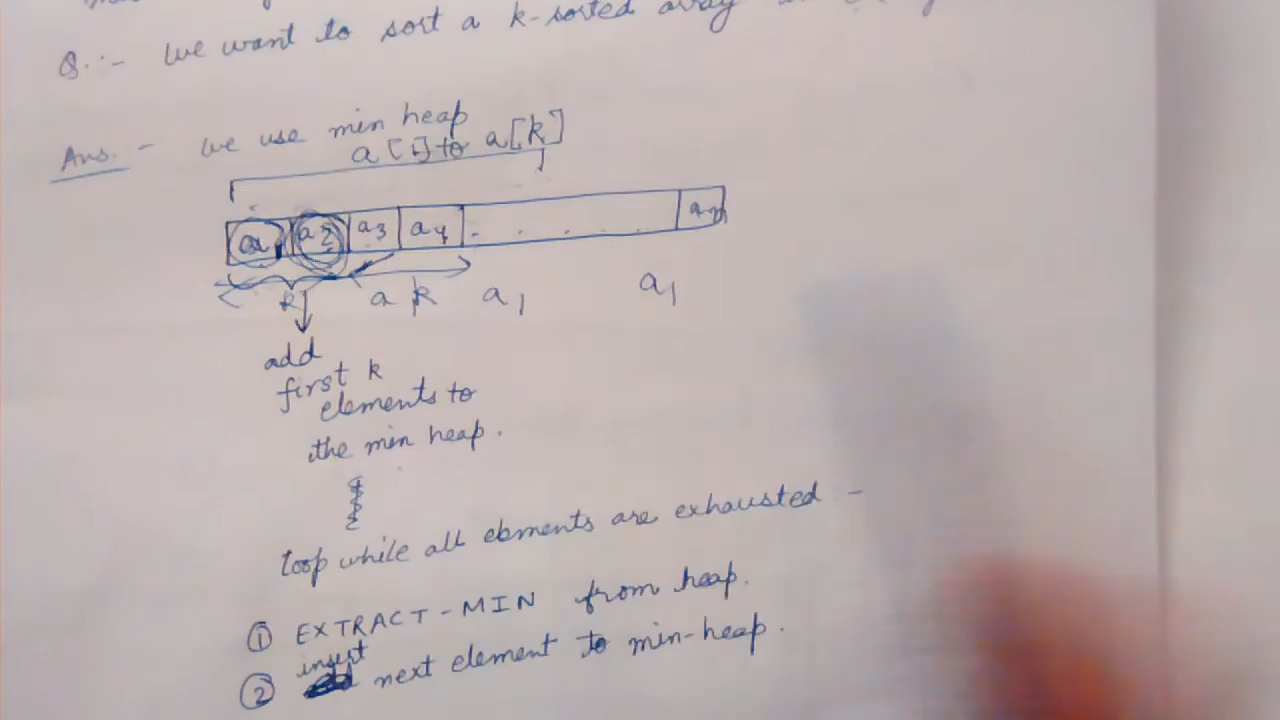 Q.:- We want to sort a k-sorted array
Ans.- we use min heap
a[i] to a[k]
a2 a3 a4 . . . . an
k a k a1 a1
add
first k
elements to
the min heap.
loop while all elements are exhausted -
① EXTRACT-MIN from heap.
insert
② next element to min-heap.